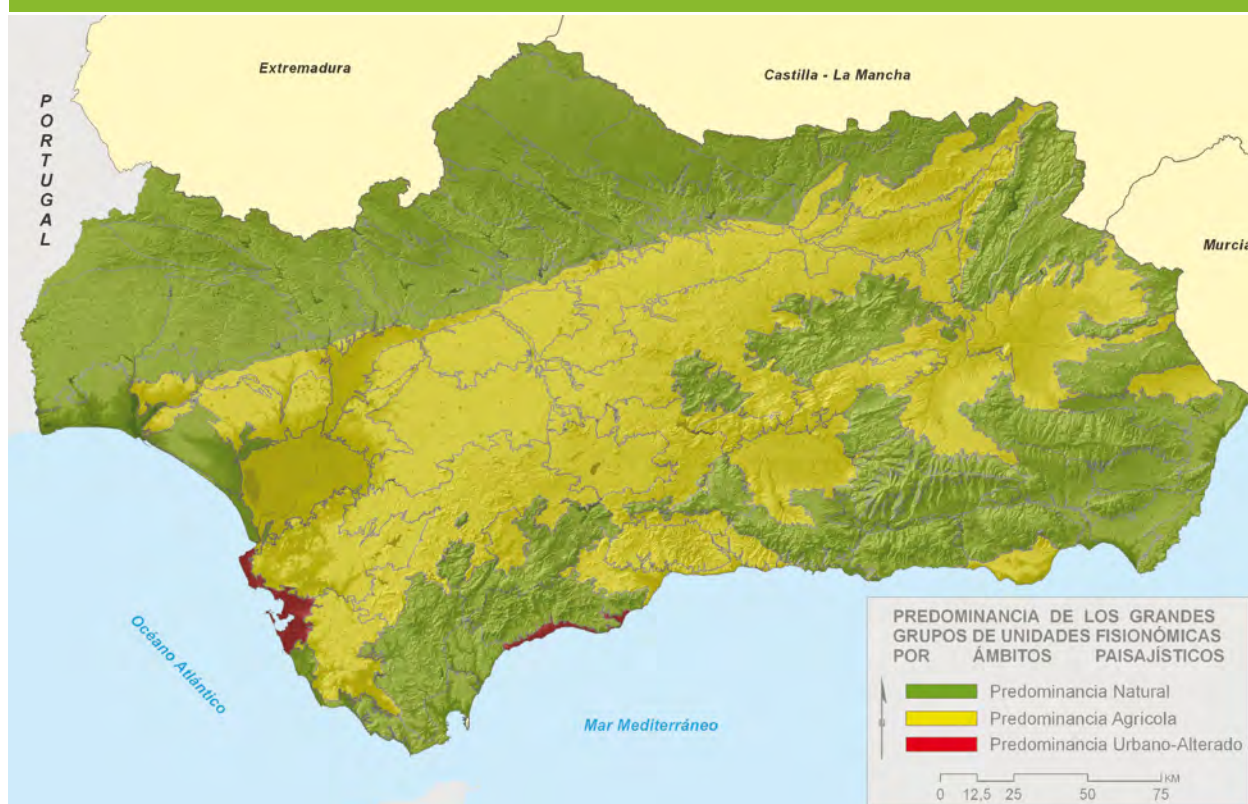 Extremadura
Castilla - La Mancha
PORTUGAL
Murcia
Océano Atlántico
Mar Mediterráneo
PREDOMINANCIA DE LOS GRANDES
GRUPOS DE UNIDADES FISIONÓMICAS
POR ÁMBITOS PAISAJÍSTICOS
Predominancia Natural
Predominancia Agrícola
Predominancia Urbano-Alterado
KM
0 12,5 25 50 75